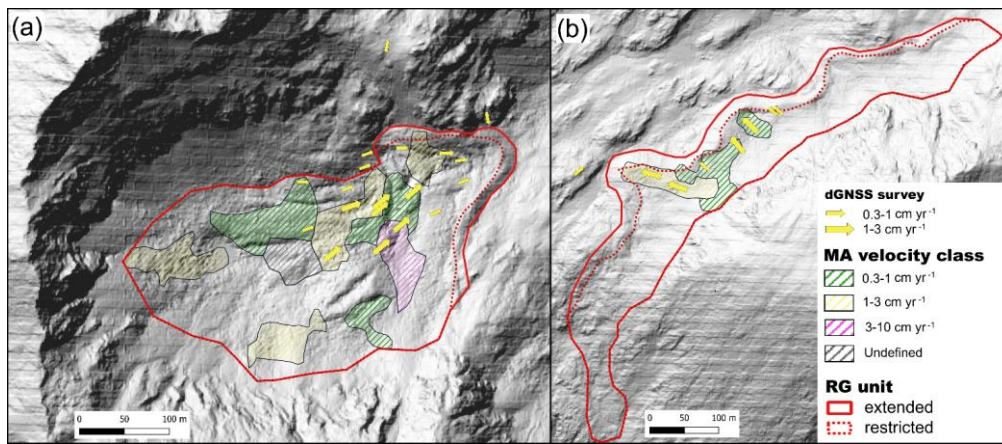 (a)
(b)
dGNSS survey
0.3-1 cm yr⁻¹
1-3 cm yr⁻¹
MA velocity class
0.3-1 cm yr⁻¹
1-3 cm yr⁻¹
3-10 cm yr⁻¹
Undefined
RG unit
extended
restricted
0 50 100 m
0 50 100 m